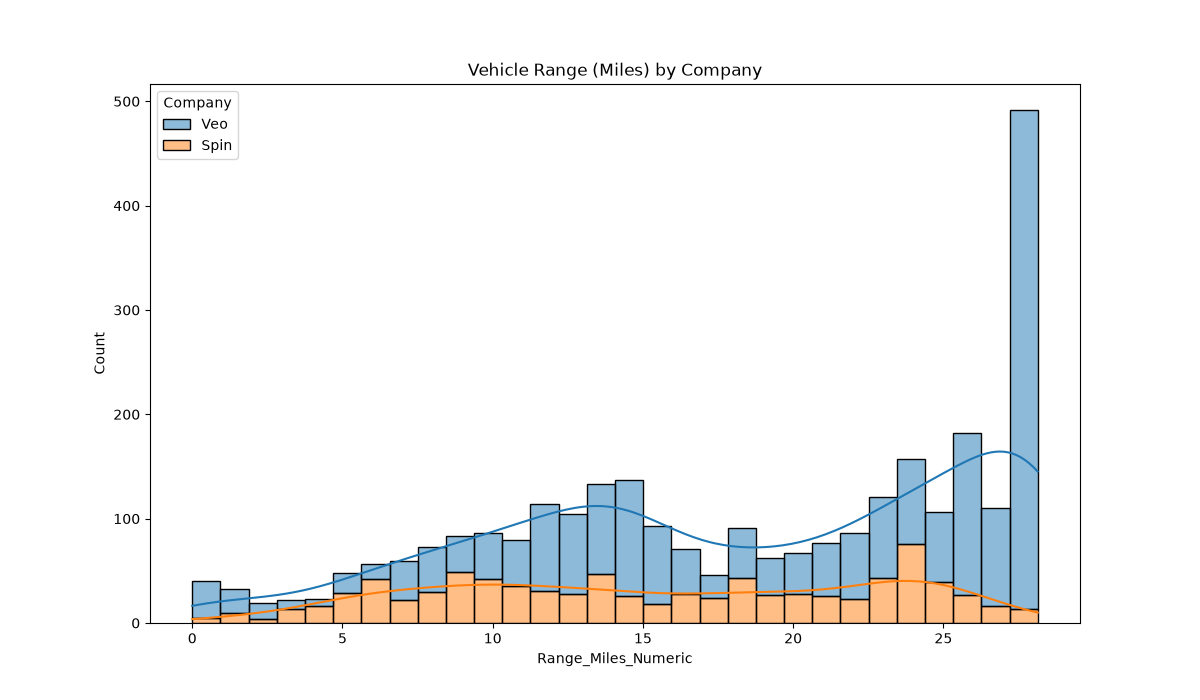 Vehicle Range (Miles) by Company
Company
Veo
Spin
500
400
300
200
100
0
Count
0 5 10 15 20 25
Range_Miles_Numeric